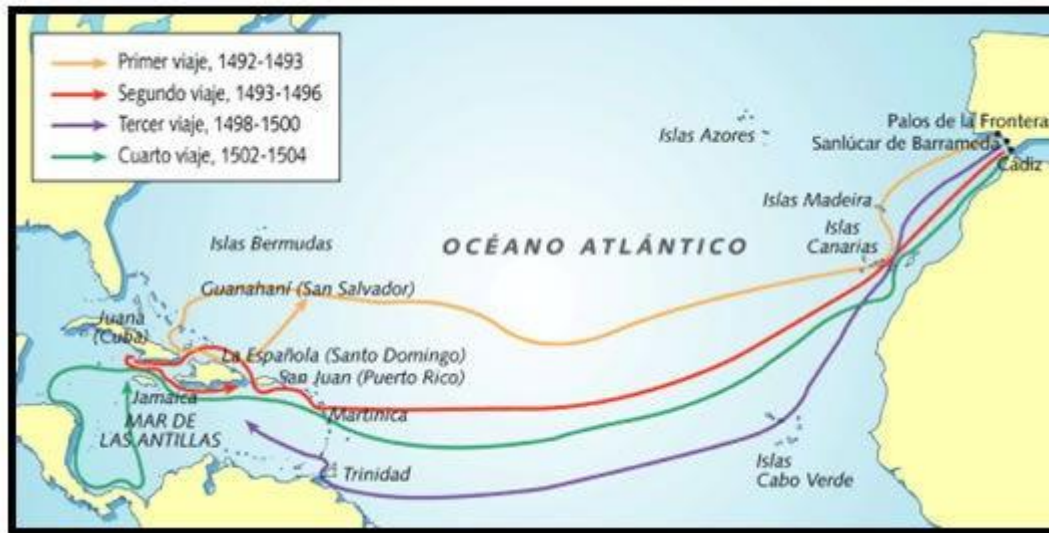 Primer viaje, 1492-1493
Segundo viaje, 1493-1496
Tercer viaje, 1498-1500
Cuarto viaje, 1502-1504
Islas Azores
Palos de la Frontera
Sanlúcar de Barrameda
Cádiz
Islas Madeira
Islas
Canarias
Islas Bermudas
OCÉANO ATLÁNTICO
Guanahaní (San Salvador)
Juana
(Cuba)
La Española (Santo Domingo)
San Juan (Puerto Rico)
Jamaica
Martinica
MAR DE
LAS ANTILLAS
Trinidad
Islas
Cabo Verde